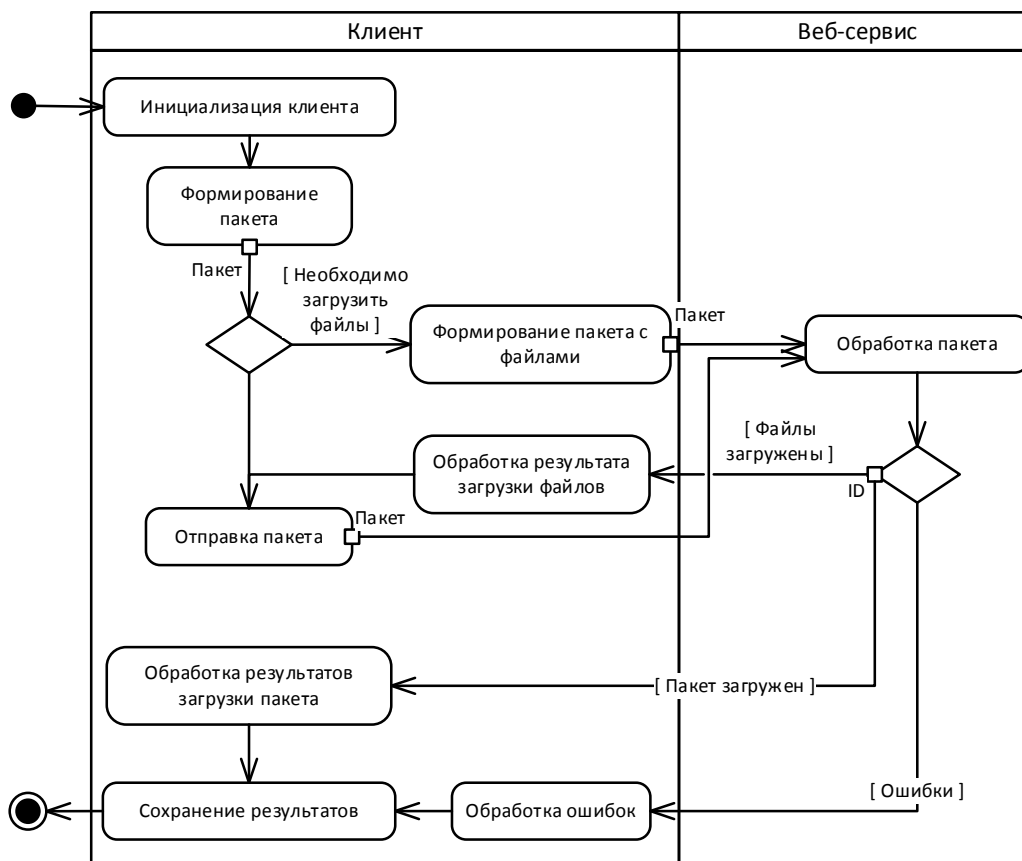 Клиент
Веб-сервис
Инициализация клиента
Формирование
пакета
Пакет
[ Необходимо
загрузить
файлы ]
Формирование пакета с
файлами
Пакет
Обработка пакета
[ Файлы
загружены ]
ID
Обработка результата
загрузки файлов
Отправка пакета
Пакет
Обработка результатов
загрузки пакета
[ Пакет загружен ]
[ Ошибки ]
Сохранение результатов
Обработка ошибок